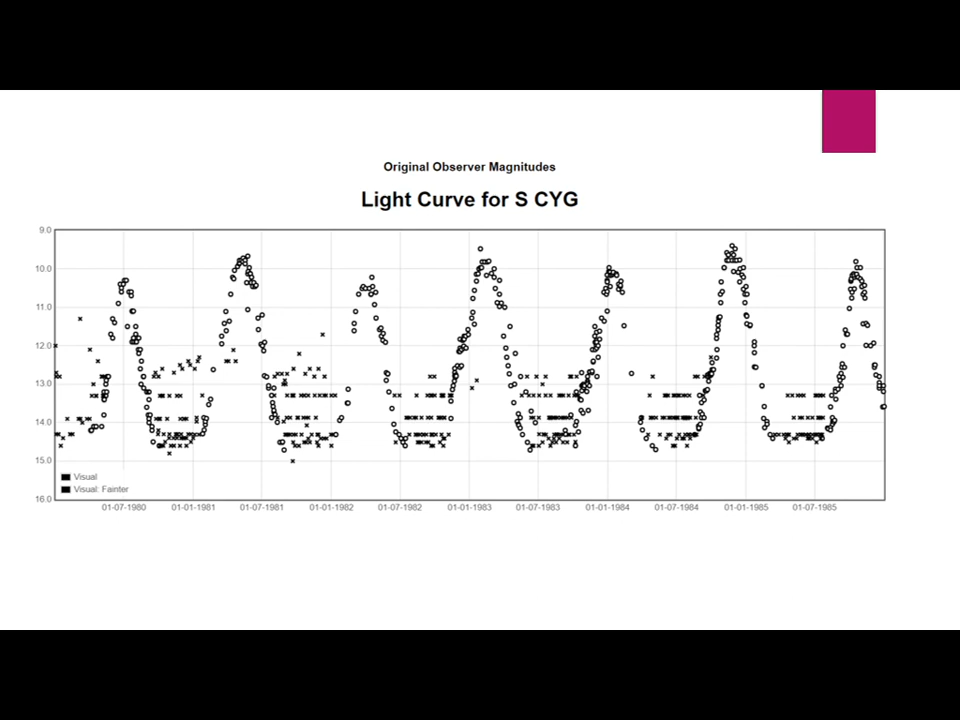 Original Observer Magnitudes
Light Curve for S CYG
9.0
10.0
11.0
12.0
13.0
14.0
15.0
16.0
Visual
Visual: Fainter
01-07-1980 01-01-1981 01-07-1981 01-01-1982 01-07-1982 01-01-1983 01-07-1983 01-01-1984 01-07-1984 01-01-1985 01-07-1985